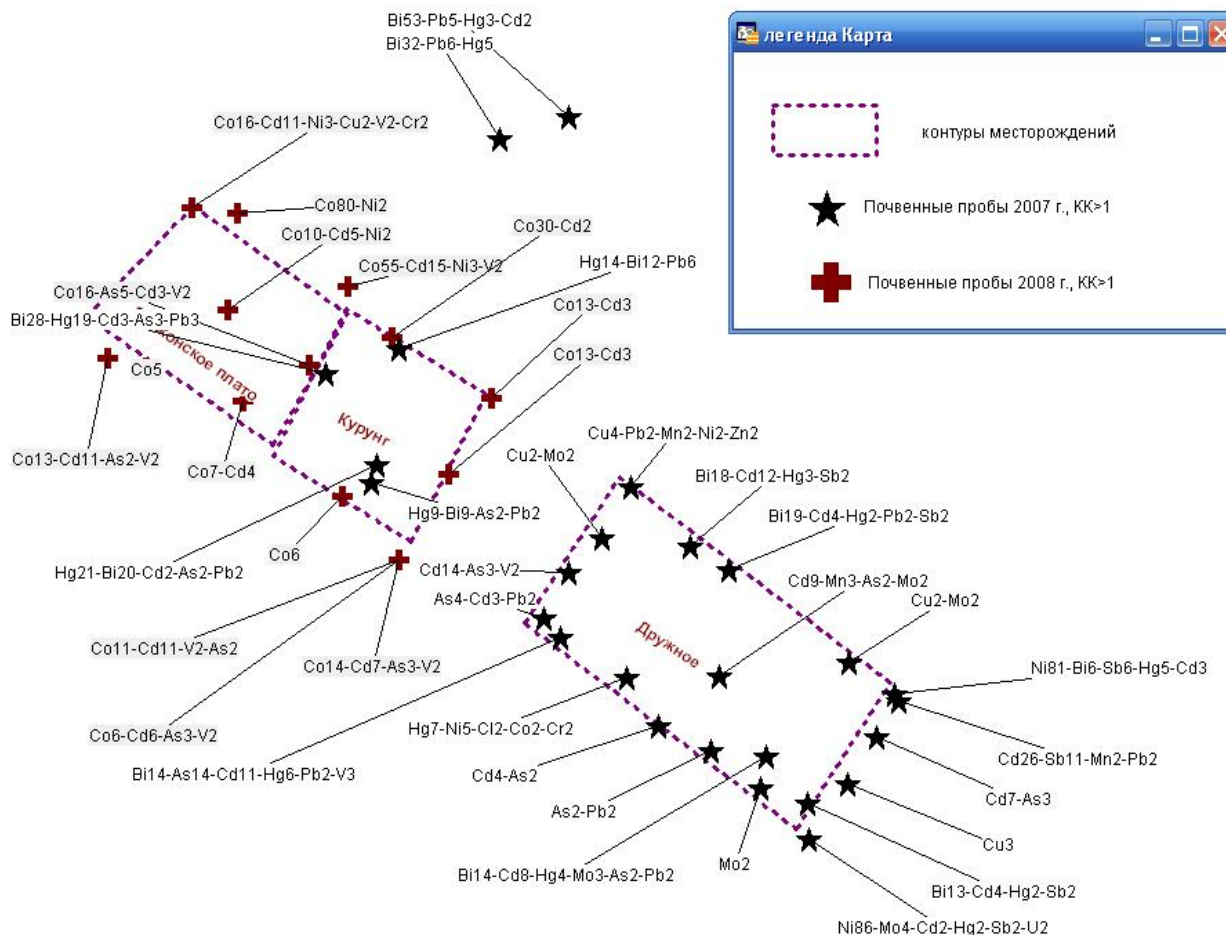 Bi53-Pb5-Hg3-Cd2
Bi32-Pb6-Hg5
легенда Карта
контуры месторождений
Почвенные пробы 2007 г., КК>1
Почвенные пробы 2008 г., КК>1
Co16-Cd11-Ni3-Cu2-V2-Cr2
Co80-Ni2
Co10-Cd5-Ni2
Co30-Cd2
Co55-Cd15-Ni3-V2
Hg14-Bi12-Pb6
Co16-As5-Cd3-V2
Bi28-Hg19-Cd3-As3-Pb3
Co13-Cd3
Co13-Cd3
конское плато
Co5
Курунг
Co13-Cd11-As2-V2
Co7-Cd4
Cu4-Pb2-Mn2-Ni2-Zn2
Cu2-Mo2
Bi18-Cd12-Hg3-Sb2
Bi19-Cd4-Hg2-Pb2-Sb2
Hg9-Bi9-As2-Pb2
Co6
Hg21-Bi20-Cd2-As2-Pb2
Cd14-As3-V2
Cd9-Mn3-As2-Mo2
As4-Cd3-Pb2
Cu2-Mo2
Дружное
Co11-Cd11-V2-As2
Co14-Cd7-As3-V2
Ni81-Bi6-Sb6-Hg5-Cd3
Hg7-Ni5-Cl2-Co2-Cr2
Co6-Cd6-As3-V2
Bi14-As14-Cd11-Hg6-Pb2-V3
Cd26-Sb11-Mn2-Pb2
Cd4-As2
Cd7-As3
As2-Pb2
Cu3
Mo2
Bi14-Cd8-Hg4-Mo3-As2-Pb2
Bi13-Cd4-Hg2-Sb2
Ni86-Mo4-Cd2-Hg2-Sb2-U2